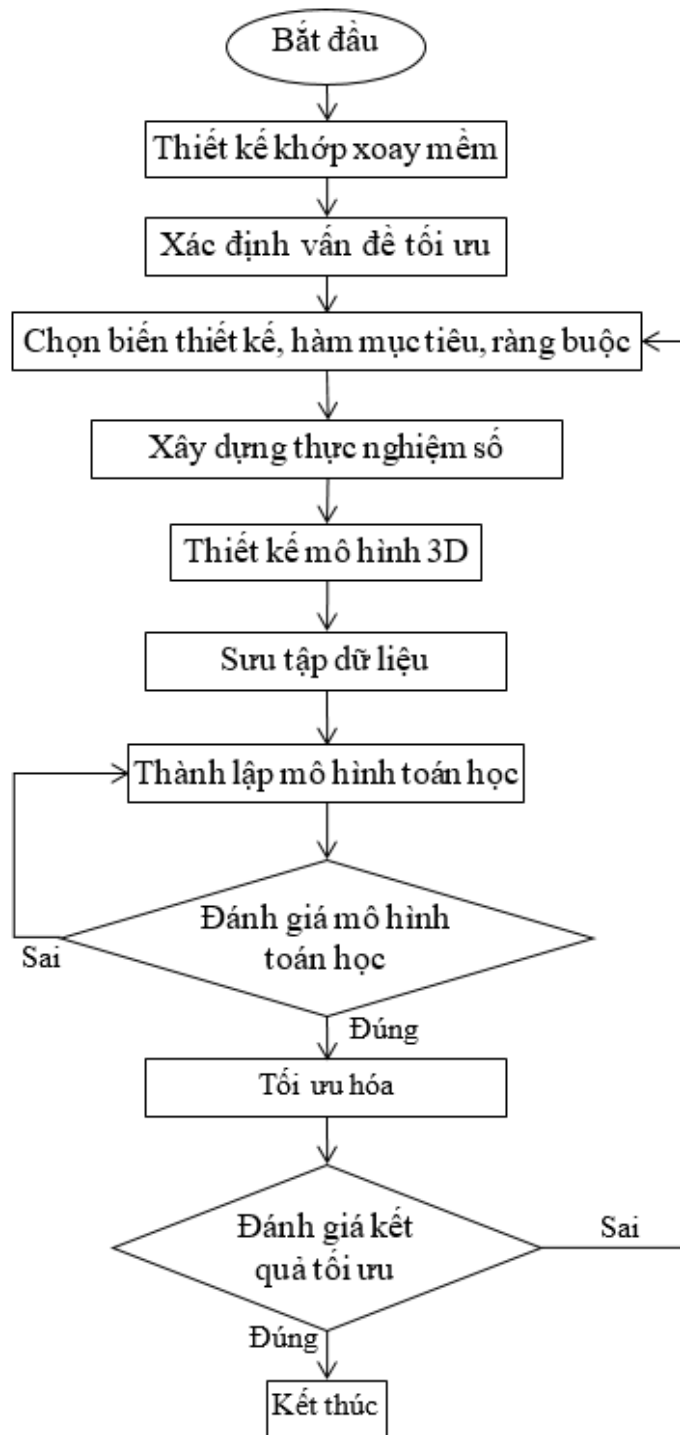 Bắt đầu
Thiết kế khớp xoay mềm
Xác định vấn đề tối ưu
Chọn biến thiết kế, hàm mục tiêu, ràng buộc
Xây dựng thực nghiệm số
Thiết kế mô hình 3D
Sưu tập dữ liệu
Thành lập mô hình toán học
Đánh giá mô hình
toán học
Sai
Đúng
Tối ưu hóa
Đánh giá kết
quả tối ưu
Sai
Đúng
Kết thúc